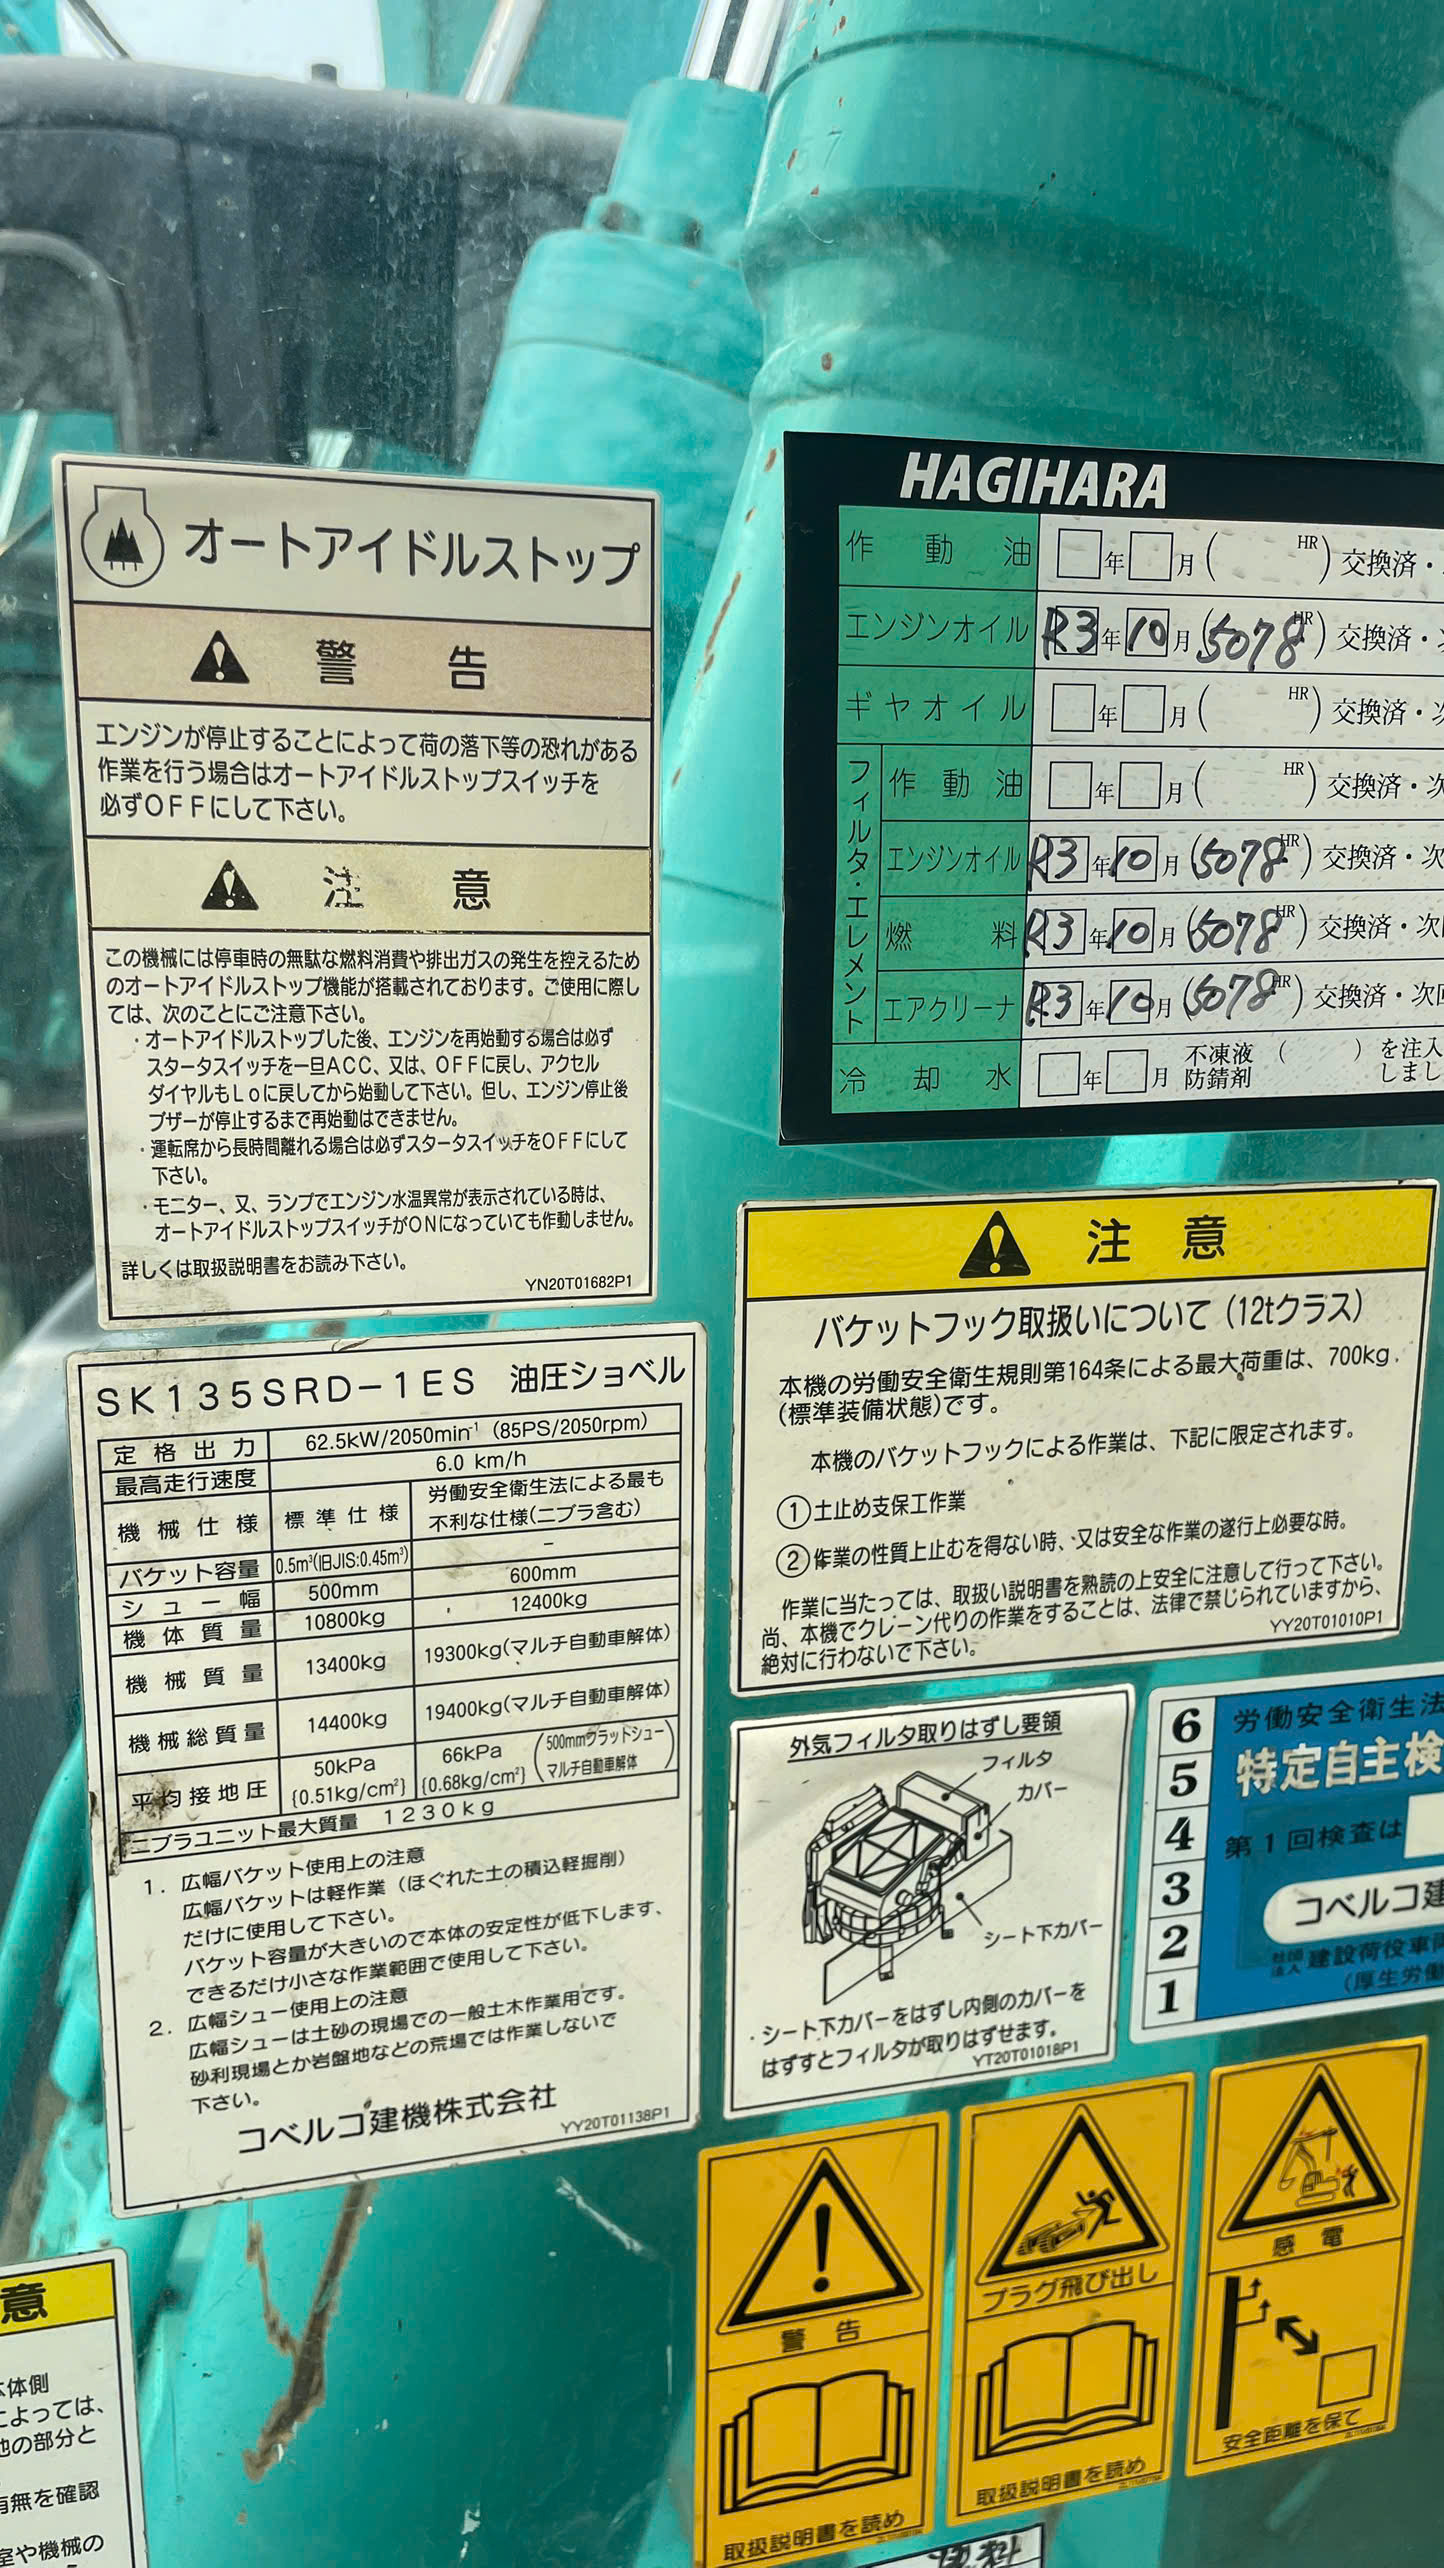 オートアイドルストップ
警告
エンジンが停止することによって荷の落下等の恐れがある
作業を行う場合はオートアイドルストップスイッチを
必ずOFFにして下さい。
注意
この機械には停車時の無駄な燃料消費や排出ガスの発生を控えるため
のオートアイドルストップ機能が搭載されております。ご使用に際し
ては、次のことにご注意下さい。
・オートアイドルストップした後、エンジンを再始動する場合は必ず
スタータスイッチを一旦ACC、又は、OFFに戻し、アクセル
ダイヤルもLoに戻してから始動して下さい。但し、エンジン停止後
ブザーが停止するまで再始動はできません。
・運転席から長時間離れる場合は必ずスタータスイッチをOFFにして
下さい。
・モニター、又、ランプでエンジン水温異常が表示されている時は、
オートアイドルストップスイッチがONになっていても作動しません。
詳しくは取扱説明書をお読み下さい。
YN20T01682P1
HAGIHARA
作動油 年 月 ( HR) 交換済・
エンジンオイル R3年10月(5078HR) 交換済・
ギヤオイル 年 月 ( HR) 交換済・
フィルタ・エレメント
作動油 年 月 ( HR) 交換済・次
エンジンオイル R3年10月(5078HR) 交換済・次
燃料 R3年10月(5078HR) 交換済・次
エアクリーナ R3年10月(5078HR) 交換済・次回
冷却水 年 月 不凍液 ( ) を注入
防錆剤 しまし
SK135SRD-1ES 油圧ショベル
定格出力 62.5kW/2050min⁻¹ (85PS/2050rpm)
最高走行速度 6.0 km/h
機械仕様 標準仕様 労働安全衛生法による最も
不利な仕様(ニブラ含む)
バケット容量 0.5m³(旧JIS:0.45m³) −
シュー幅 500mm 600mm
機体質量 10800kg 12400kg
機械質量 13400kg 19300kg(マルチ自動車解体)
機械総質量 14400kg 19400kg(マルチ自動車解体)
平均接地圧 50kPa 66kPa (500mmフラットシュー
{0.51kg/cm²} {0.68kg/cm²} マルチ自動車解体)
ニブラユニット最大質量 1230kg
1. 広幅バケット使用上の注意
広幅バケットは軽作業(ほぐれた土の積込軽掘削)
だけに使用して下さい。
バケット容量が大きいので本体の安定性が低下します、
できるだけ小さな作業範囲で使用して下さい。
2. 広幅シュー使用上の注意
広幅シューは土砂の現場での一般土木作業用です。
砂利現場とか岩盤地などの荒場では作業しないで
下さい。
コベルコ建機株式会社
YY20T01138P1
注意
バケットフック取扱いについて(12tクラス)
本機の労働安全衛生規則第164条による最大荷重は、700kg
(標準装備状態)です。
本機のバケットフックによる作業は、下記に限定されます。
①土止め支保工作業
②作業の性質上止むを得ない時、又は安全な作業の遂行上必要な時。
作業に当たっては、取扱い説明書を熟読の上安全に注意して行って下さい。
尚、本機でクレーン代りの作業をすることは、法律で禁じられていますから、
絶対に行わないで下さい。
YY20T01010P1
外気フィルタ取りはずし要領
フィルタ
カバー
シート下カバー
・シート下カバーをはずし内側のカバーを
はずすとフィルタが取りはずせます。
YT20T01018P1
6
5
4
3
2
1
労働安全衛生法
特定自主検
第1回検査は
コベルコ建
社団法人 建設荷役車両
(厚生労働
警告
取扱説明書を読め
プラグ飛び出し
取扱説明書を読め
感電
安全距離を保て
意
体側
よっては、
他の部分と
有無を確認
室や機械の